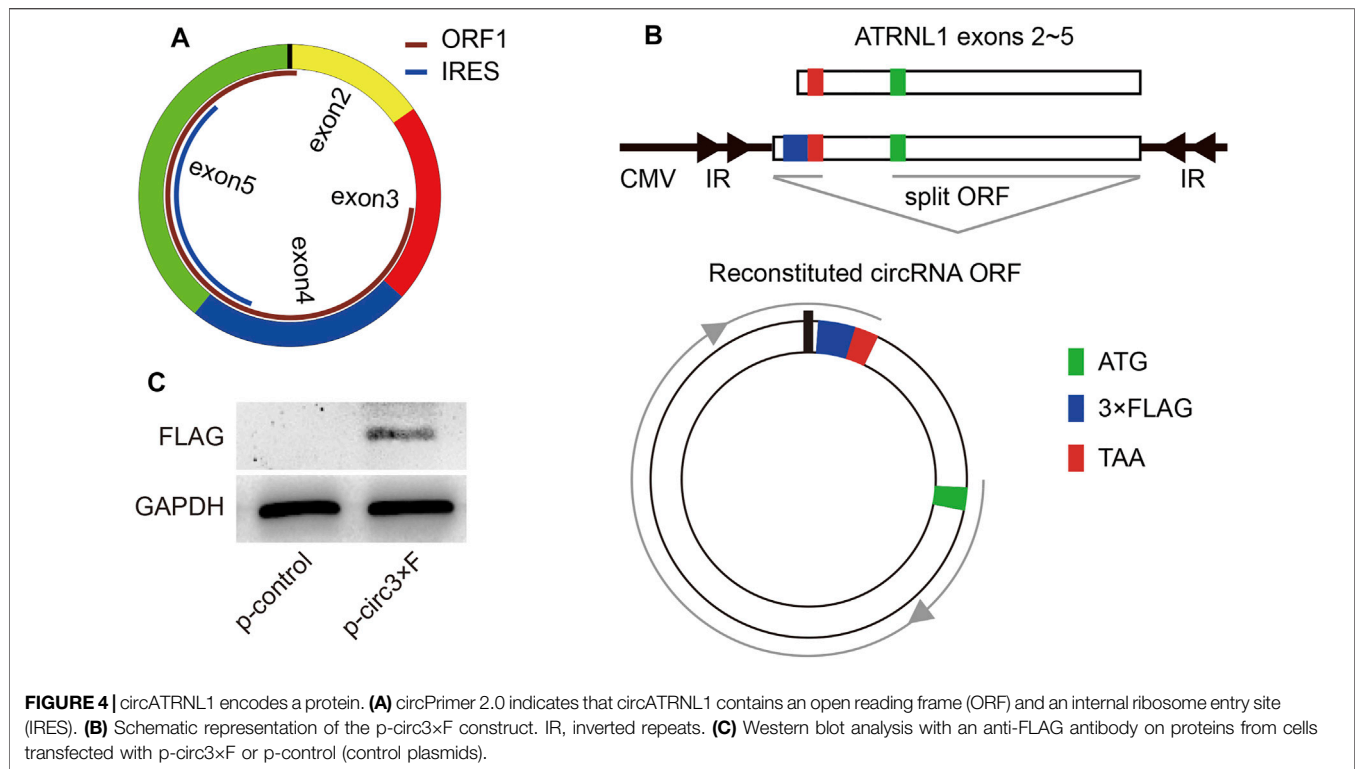 A
ORF1
IRES
exon2
exon3
exon4
exon5
B
ATRNL1 exons 2~5
CMV
IR
split ORF
IR
Reconstituted circRNA ORF
ATG
3×FLAG
TAA
C
FLAG
GAPDH
p-control
p-circ3×F
FIGURE 4 | circATRNL1 encodes a protein. (A) circPrimer 2.0 indicates that circATRNL1 contains an open reading frame (ORF) and an internal ribosome entry site
(IRES). (B) Schematic representation of the p-circ3×F construct. IR, inverted repeats. (C) Western blot analysis with an anti-FLAG antibody on proteins from cells
transfected with p-circ3×F or p-control (control plasmids).